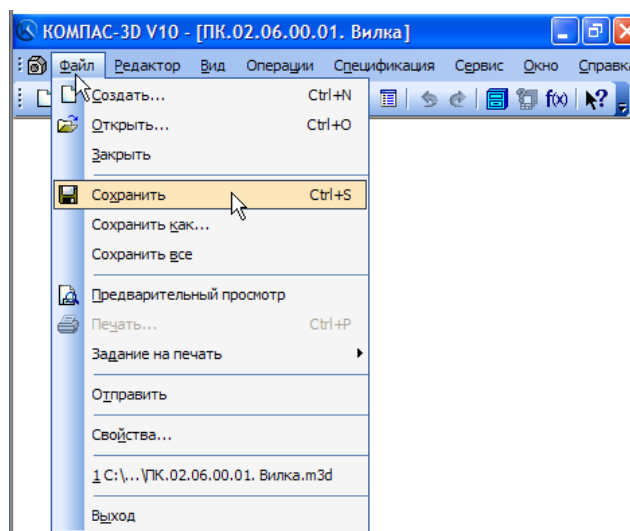 КОМПАС-3D V10 - [ПК.02.06.00.01. Вилка]
Файл Редактор Вид Операции Спецификация Сервис Окно Справка
f(x)
Создать... Ctrl+N
Открыть... Ctrl+O
Закрыть
Сохранить Ctrl+S
Сохранить как...
Сохранить все
Предварительный просмотр
Печать... Ctrl+P
Задание на печать
Отправить
Свойства...
1 C:\...\ПК.02.06.00.01. Вилка.m3d
Выход